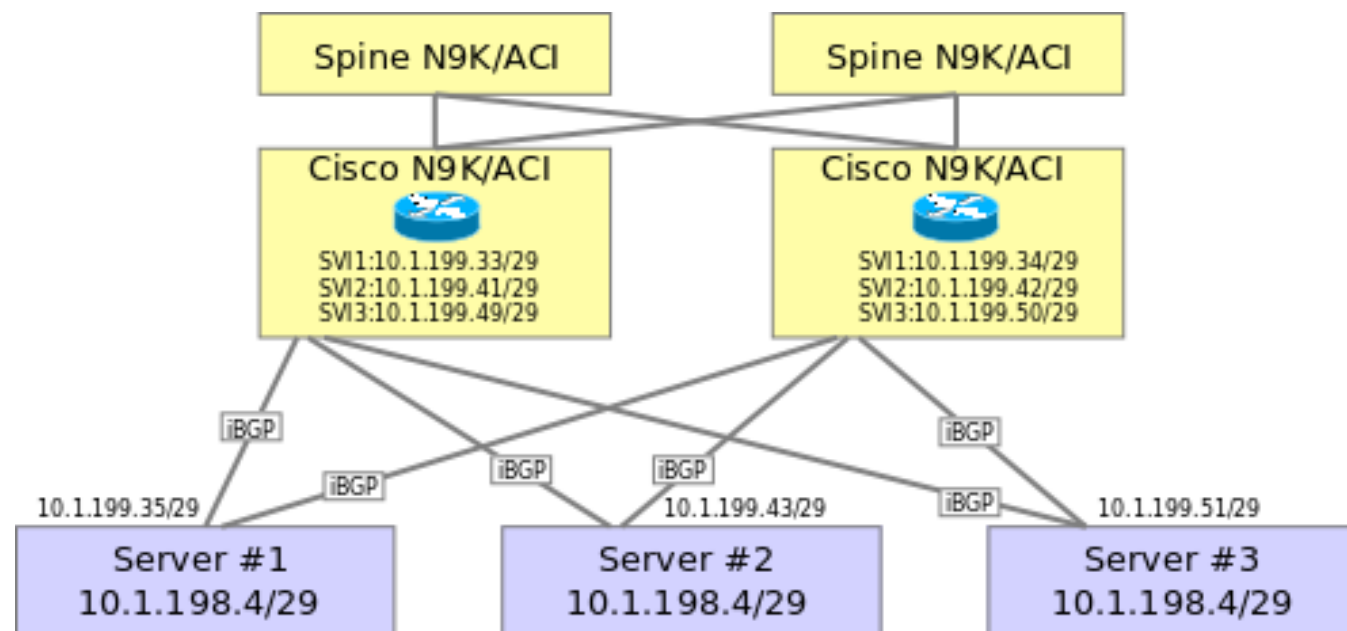 Spine N9K/ACI
Spine N9K/ACI
Cisco N9K/ACI
SVI1:10.1.199.33/29
SVI2:10.1.199.41/29
SVI3:10.1.199.49/29
Cisco N9K/ACI
SVI1:10.1.199.34/29
SVI2:10.1.199.42/29
SVI3:10.1.199.50/29
iBGP
iBGP
iBGP
iBGP
iBGP
iBGP
10.1.199.35/29
Server #1
10.1.198.4/29
10.1.199.43/29
Server #2
10.1.198.4/29
10.1.199.51/29
Server #3
10.1.198.4/29